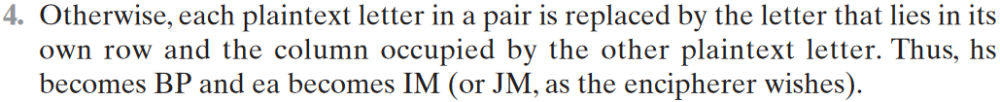 4. Otherwise, each plaintext letter in a pair is replaced by the letter that lies in its
own row and the column occupied by the other plaintext letter. Thus, hs
becomes BP and ea becomes IM (or JM, as the encipherer wishes).